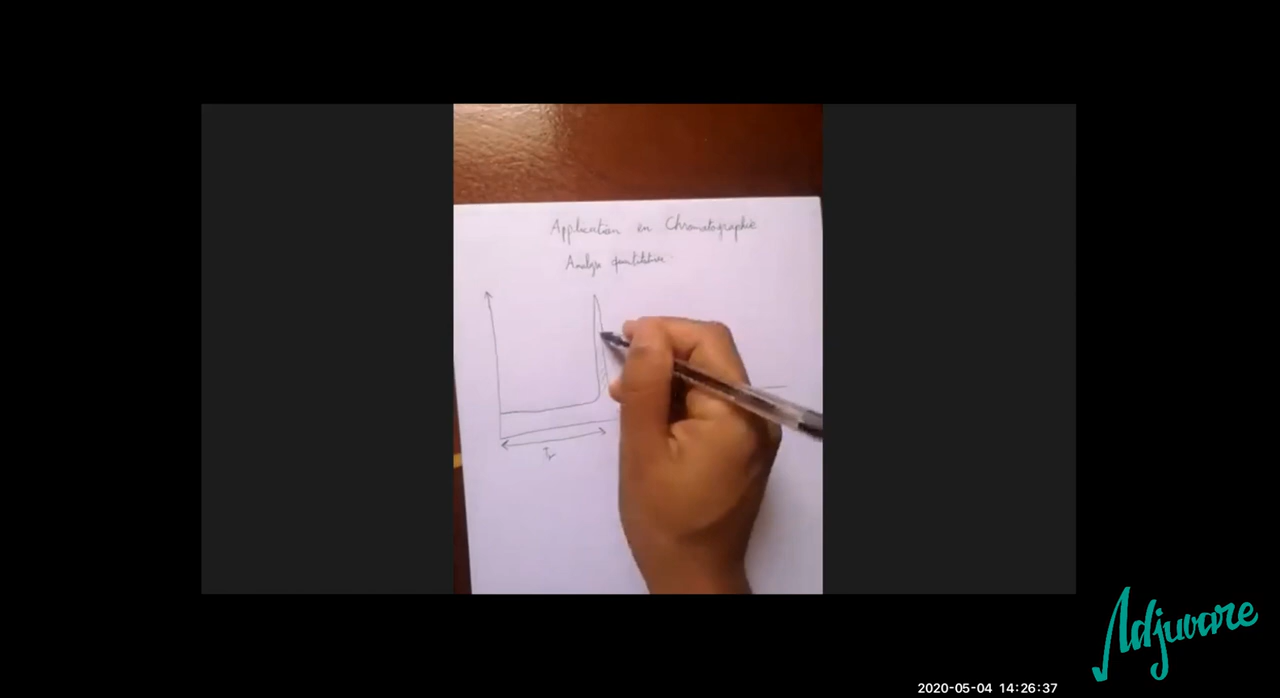 Application en Chromatographie
Analyse quantitative
Tr
Adjuvare
2020-05-04 14:26:37